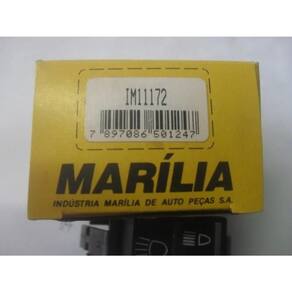 IM11172
7 897086 501247
MARÍLIA
INDÚSTRIA MARÍLIA DE AUTO PEÇAS S.A.